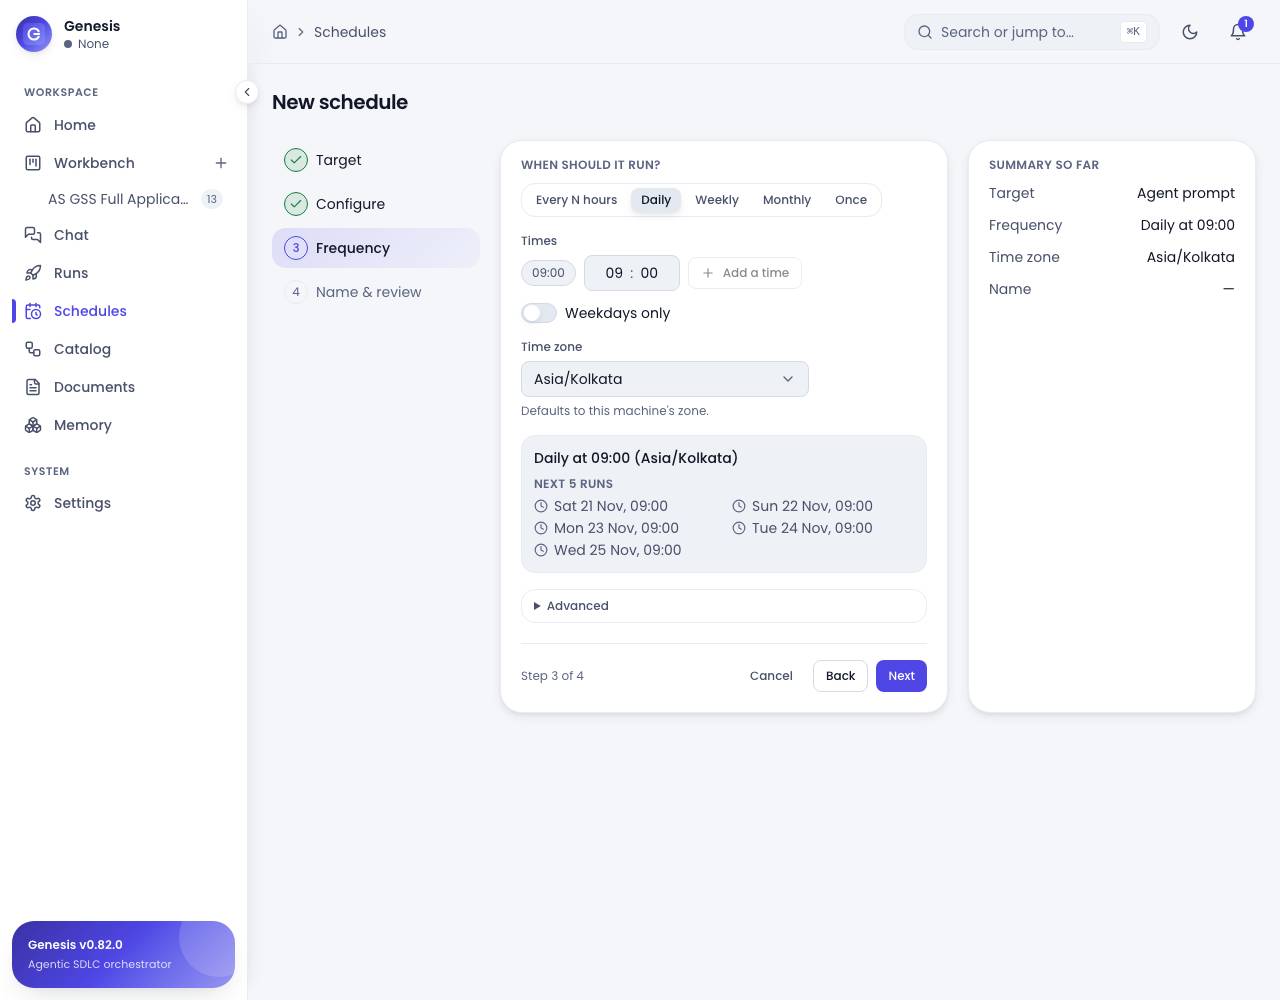 Genesis
None
WORKSPACE
Home
Workbench
AS GSS Full Applica... 13
Chat
Runs
Schedules
Catalog
Documents
Memory
SYSTEM
Settings
Genesis v0.82.0
Agentic SDLC orchestrator
Schedules
Search or jump to... ⌘K
1
New schedule
Target
Configure
3 Frequency
4 Name & review
WHEN SHOULD IT RUN?
Every N hours Daily Weekly Monthly Once
Times
09:00 09 : 00 Add a time
Weekdays only
Time zone
Asia/Kolkata
Defaults to this machine's zone.
Daily at 09:00 (Asia/Kolkata)
NEXT 5 RUNS
Sat 21 Nov, 09:00 Sun 22 Nov, 09:00
Mon 23 Nov, 09:00 Tue 24 Nov, 09:00
Wed 25 Nov, 09:00
Advanced
Step 3 of 4 Cancel Back Next
SUMMARY SO FAR
Target Agent prompt
Frequency Daily at 09:00
Time zone Asia/Kolkata
Name —